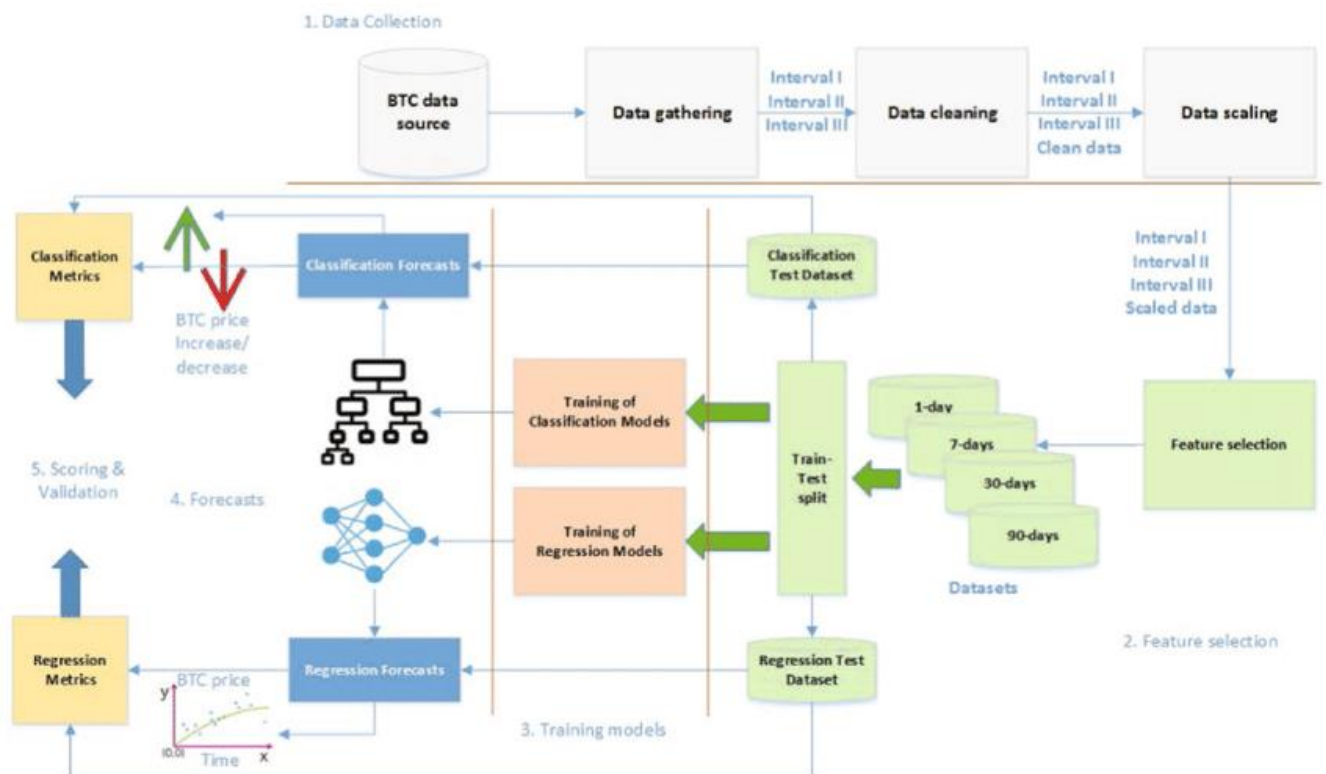 1. Data Collection
BTC data
source
Data gathering
Interval I
Interval II
Interval III
Data cleaning
Interval I
Interval II
Interval III
Clean data
Data scaling
Interval I
Interval II
Interval III
Scaled data
Classification
Metrics
BTC price
Increase/
decrease
Classification Forecasts
Classification
Test Dataset
Training of
Classification Models
Train-
Test
split
1-day
7-days
30-days
90-days
Datasets
Feature selection
2. Feature selection
5. Scoring &
Validation
4. Forecasts
Training of
Regression Models
Regression
Metrics
BTC price
y
(0,0)
Time
x
Regression Forecasts
3. Training models
Regression Test
Dataset